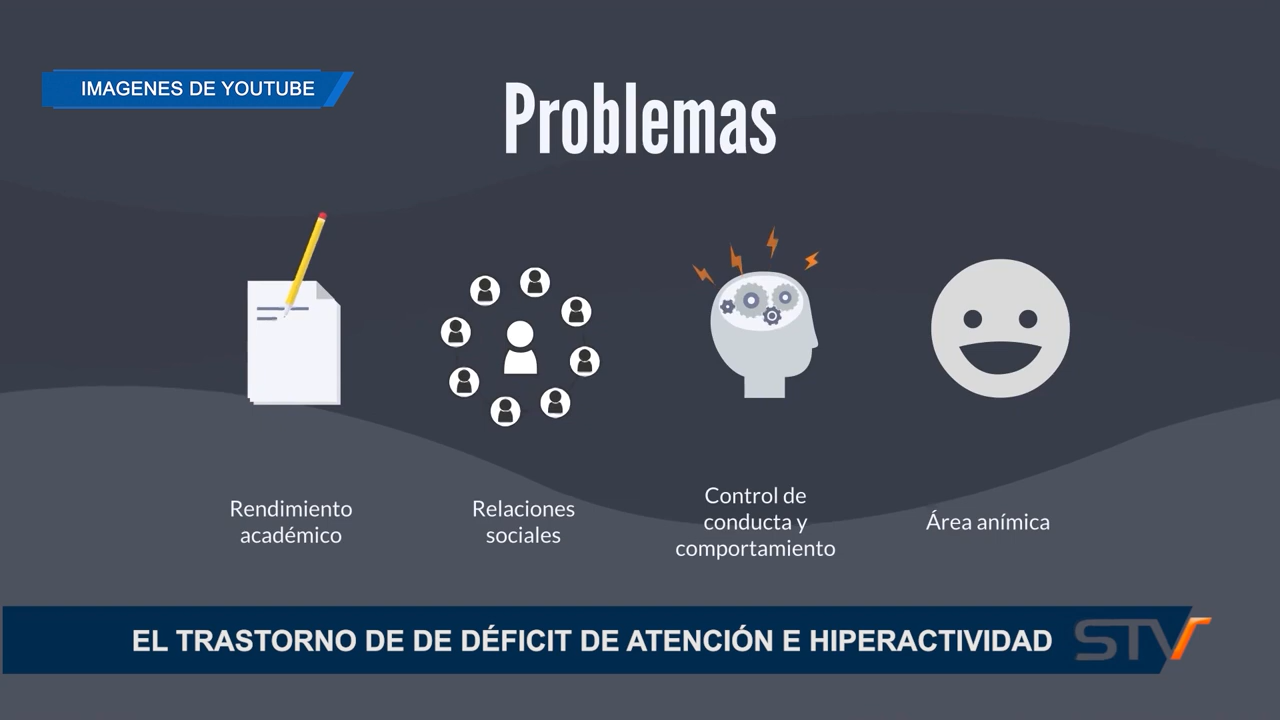 IMAGENES DE YOUTUBE
Problemas
Rendimiento
académico
Relaciones
sociales
Control de
conducta y
comportamiento
Área anímica
EL TRASTORNO DE DE DÉFICIT DE ATENCIÓN E HIPERACTIVIDAD
STV